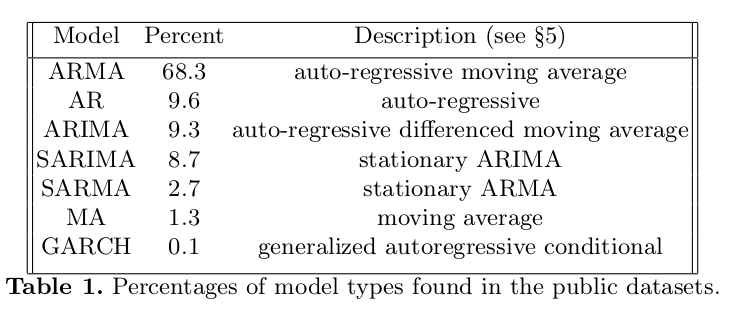 Model Percent Description (see §5)
ARMA 68.3 auto-regressive moving average
AR 9.6 auto-regressive
ARIMA 9.3 auto-regressive differenced moving average
SARIMA 8.7 stationary ARIMA
SARMA 2.7 stationary ARMA
MA 1.3 moving average
GARCH 0.1 generalized autoregressive conditional
Table 1. Percentages of model types found in the public datasets.